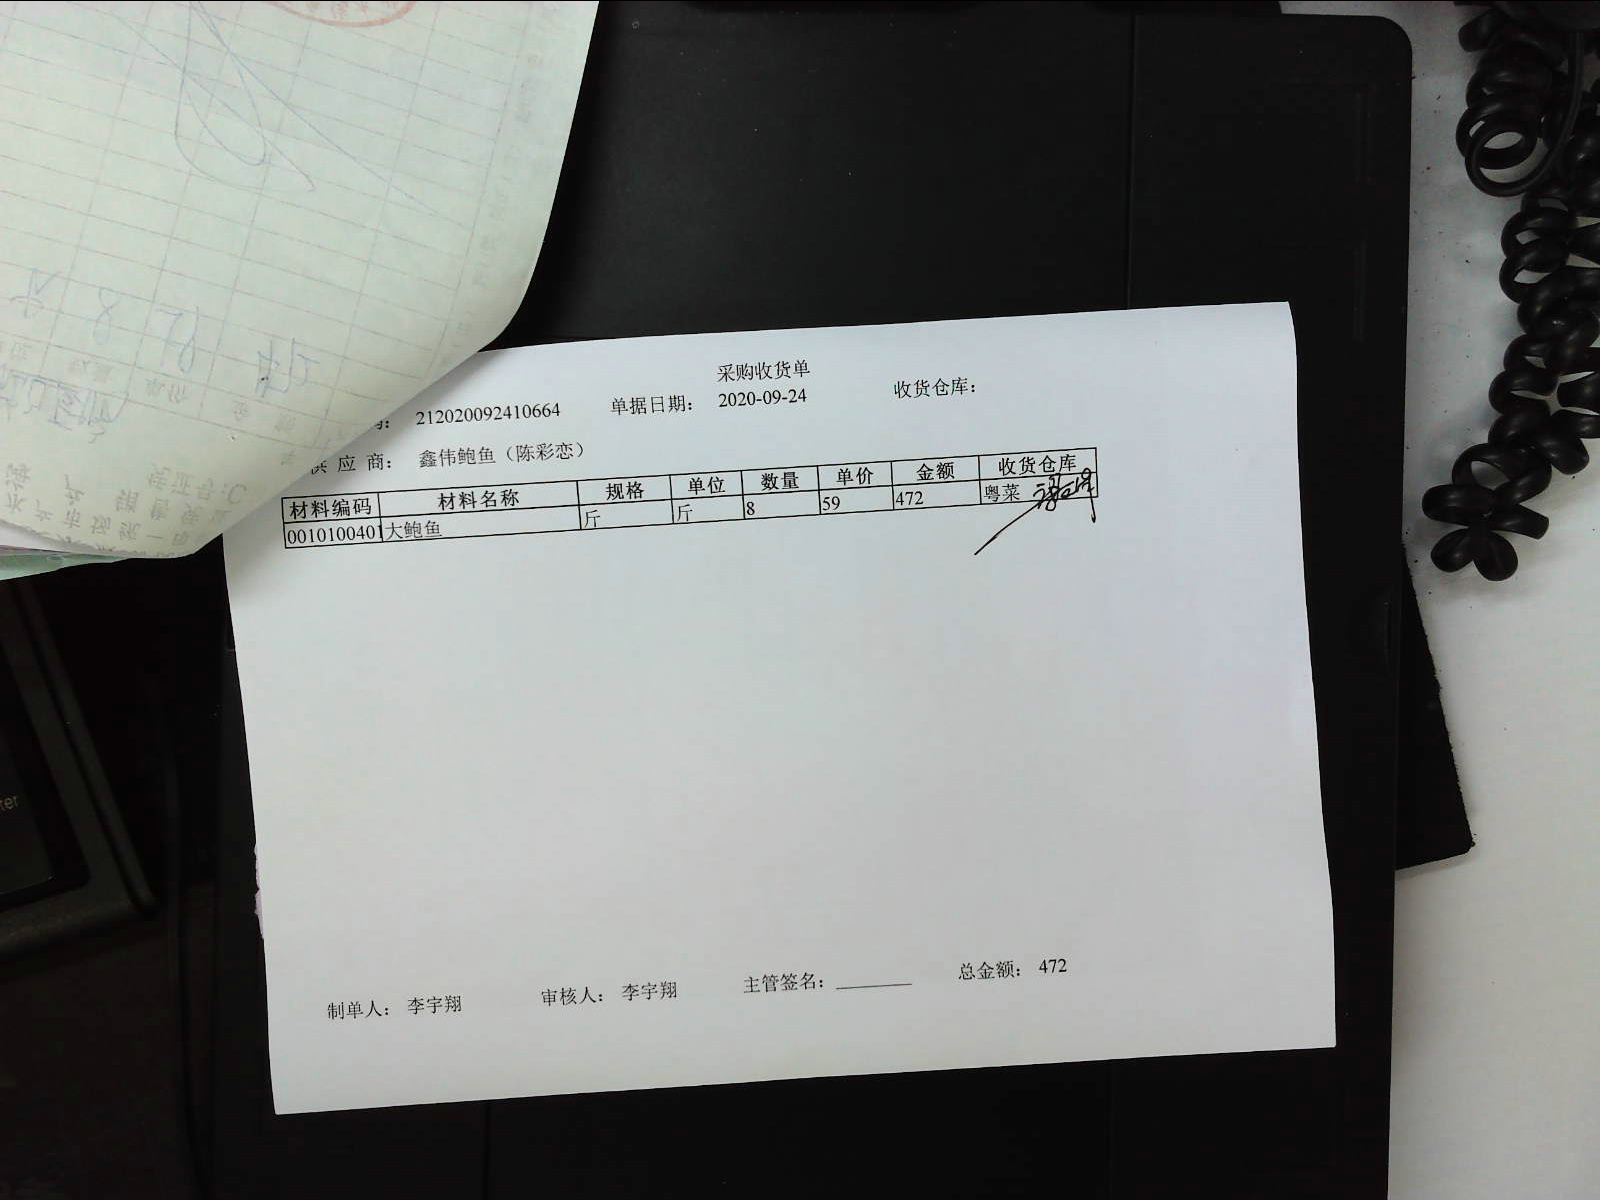 采购收货单
212020092410664 单据日期： 2020-09-24 收货仓库：
供 应 商： 鑫伟鲍鱼（陈彩恋）
材料编码 材料名称 规格 单位 数量 单价 金额 收货仓库
0010100401 大鲍鱼 斤 斤 8 59 472 粤菜
制单人： 李宇翔 审核人： 李宇翔 主管签名：________ 总金额： 472